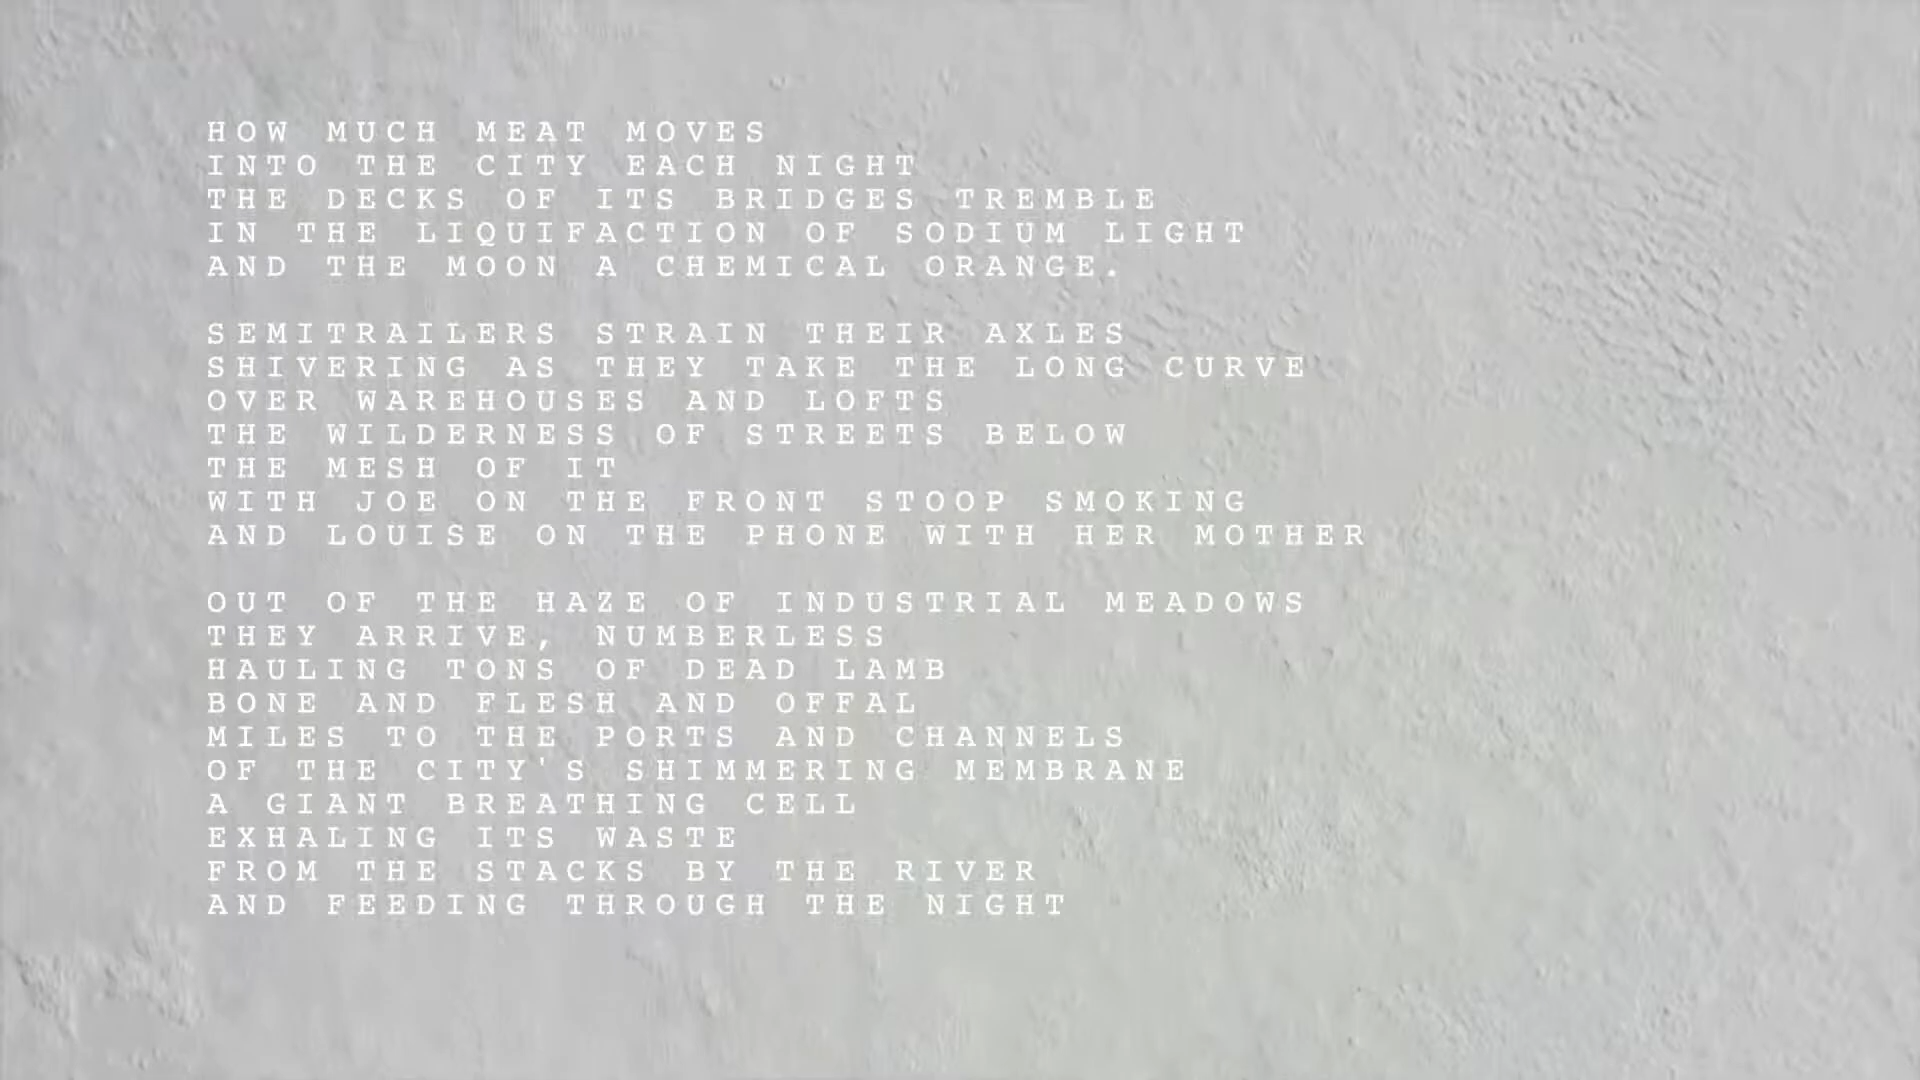 HOW MUCH MEAT MOVES
INTO THE CITY EACH NIGHT
THE DECKS OF ITS BRIDGES TREMBLE
IN THE LIQUIFACTION OF SODIUM LIGHT
AND THE MOON A CHEMICAL ORANGE.
SEMITRAILERS STRAIN THEIR AXLES
SHIVERING AS THEY TAKE THE LONG CURVE
OVER WAREHOUSES AND LOFTS
THE WILDERNESS OF STREETS BELOW
THE MESH OF IT
WITH JOE ON THE FRONT STOOP SMOKING
AND LOUISE ON THE PHONE WITH HER MOTHER
OUT OF THE HAZE OF INDUSTRIAL MEADOWS
THEY ARRIVE, NUMBERLESS
HAULING TONS OF DEAD LAMB
BONE AND FLESH AND OFFAL
MILES TO THE PORTS AND CHANNELS
OF THE CITY'S SHIMMERING MEMBRANE
A GIANT BREATHING CELL
EXHALING ITS WASTE
FROM THE STACKS BY THE RIVER
AND FEEDING THROUGH THE NIGHT